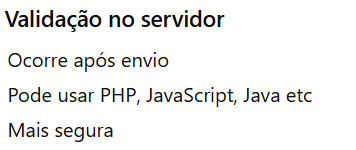 Validação no servidor
Ocorre após envio
Pode usar PHP, JavaScript, Java etc
Mais segura